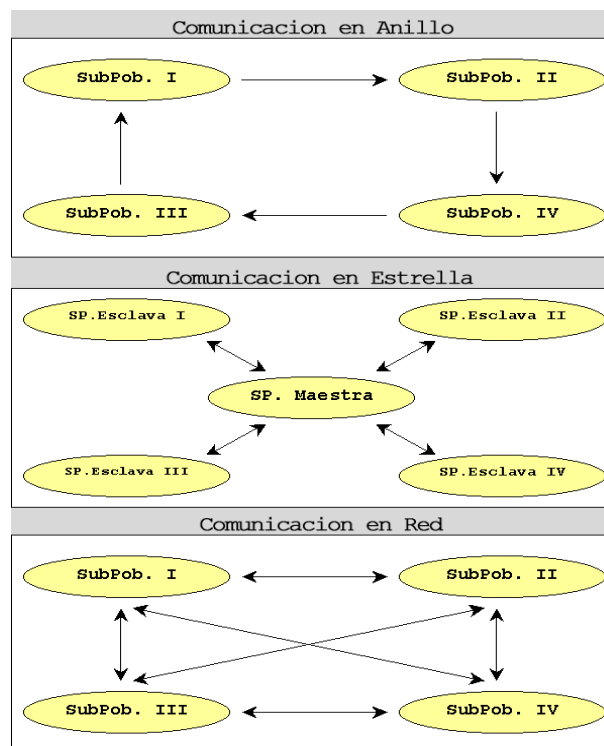 Comunicacion en Anillo
SubPob. I
SubPob. II
SubPob. III
SubPob. IV
Comunicacion en Estrella
SP.Esclava I
SP.Esclava II
SP. Maestra
SP.Esclava III
SP.Esclava IV
Comunicacion en Red
SubPob. I
SubPob. II
SubPob. III
SubPob. IV